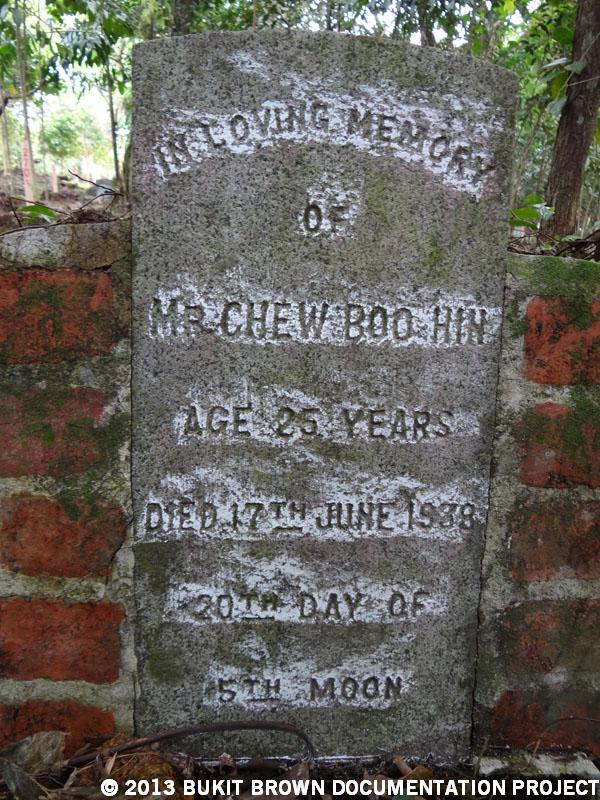 IN LOVING MEMORY
OF
MR CHEW BOO HIN
AGE 25 YEARS
DIED 17TH JUNE 1938
20TH DAY OF
5TH MOON
© 2013 BUKIT BROWN DOCUMENTATION PROJECT